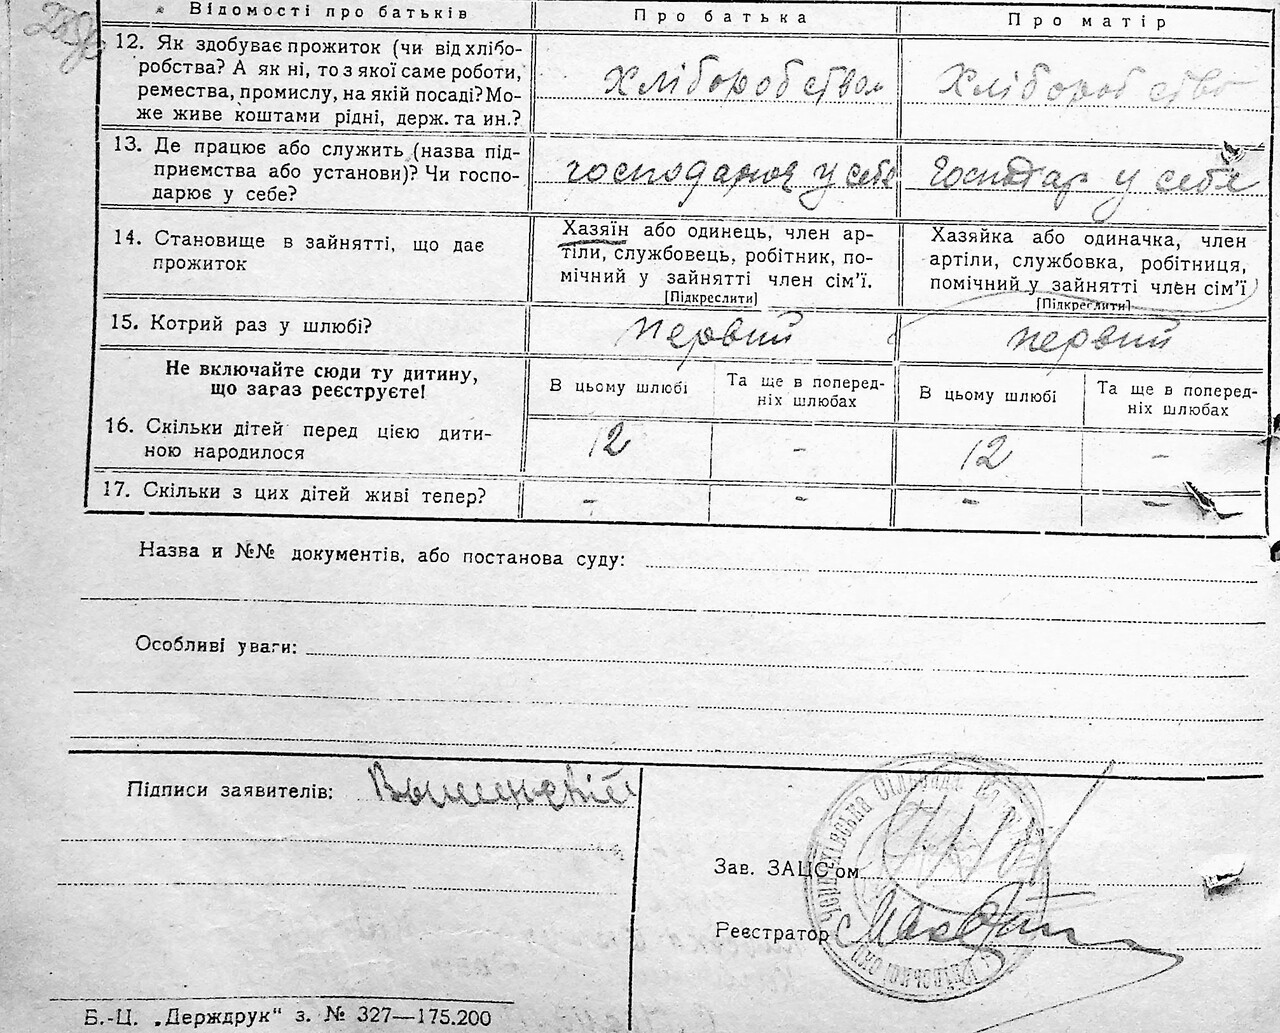 Відомості про батьків Про батька Про матір
12. Як здобуває прожиток (чи від хлібо-
робства? А як ні, то з якої саме роботи,
ремества, промислу, на якій посаді? Мо-
же живе коштами рідні, держ. та ин.?
Хліборобством Хлiборобство
13. Де працює або служить (назва під-
приємства або установи)? Чи госпо-
дарює у себе?
господарює у себе Господар у себе
14. Становище в зайнятті, що дає
прожиток
Хазяїн або одинець, член ар-
тіли, службовець, робітник, по-
мічний у зайнятті член сім'ї.
[Підкреслити]
Хазяйка або одиначка, член
артіли, службовка, робітниця,
помічний у зайнятті член сім'ї
[Підкреслити]
15. Котрий раз у шлюбі? первий первий
Не включайте сюди ту дитину,
що загаз реєструєте!
В цьому шлюбі Та ще в поперед-
ніх шлюбах В цьому шлюбі Та ще в поперед-
ніх шлюбах
16. Скільки дітей перед цією дити-
ною народилося
12 - 12 -
17. Скільки з цих дітей живі тепер? - - - -
Назва и №№ документів, або постанова суду:
Особливі уваги:
Підписи заявителів:
Зав. ЗАЦС'ом
Реєстратор
Б.-Ц. „Держдрук" з. № 327—175.200